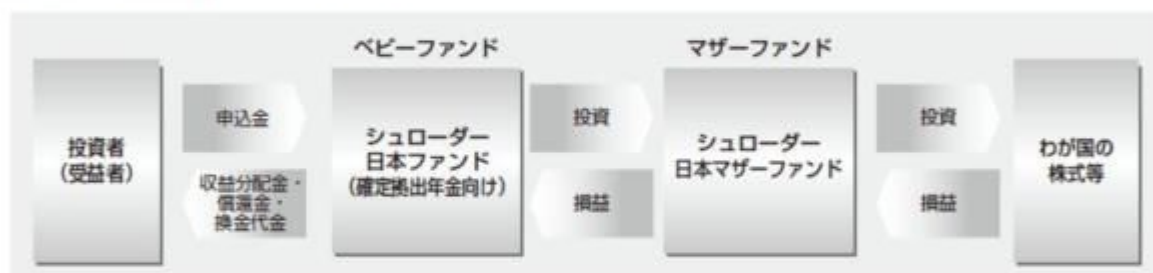 ベビーファンド
マザーファンド
投資者
（受益者）
申込金
収益分配金・
償還金・
換金代金
シュローダー
日本ファンド
（確定拠出年金向け）
投資
損益
シュローダー
日本マザーファンド
投資
損益
わが国の
株式等